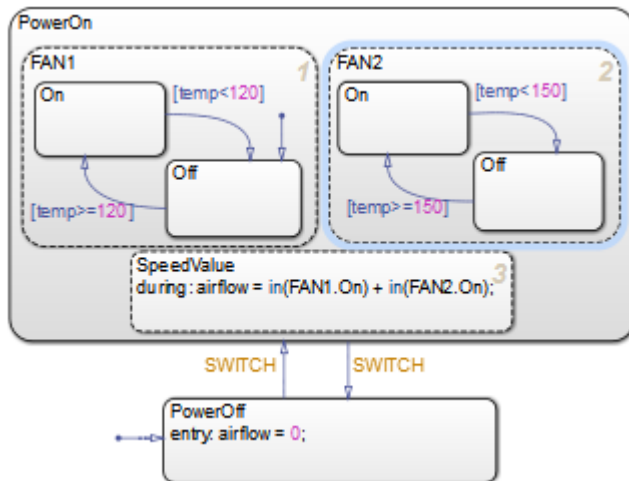 PowerOn
FAN1
1
On
[temp<120]
Off
[temp>=120]
FAN2
2
On
[temp<150]
Off
[temp>=150]
SpeedValue
3
during: airflow = in(FAN1.On) + in(FAN2.On);
SWITCH
SWITCH
PowerOff
entry: airflow = 0;